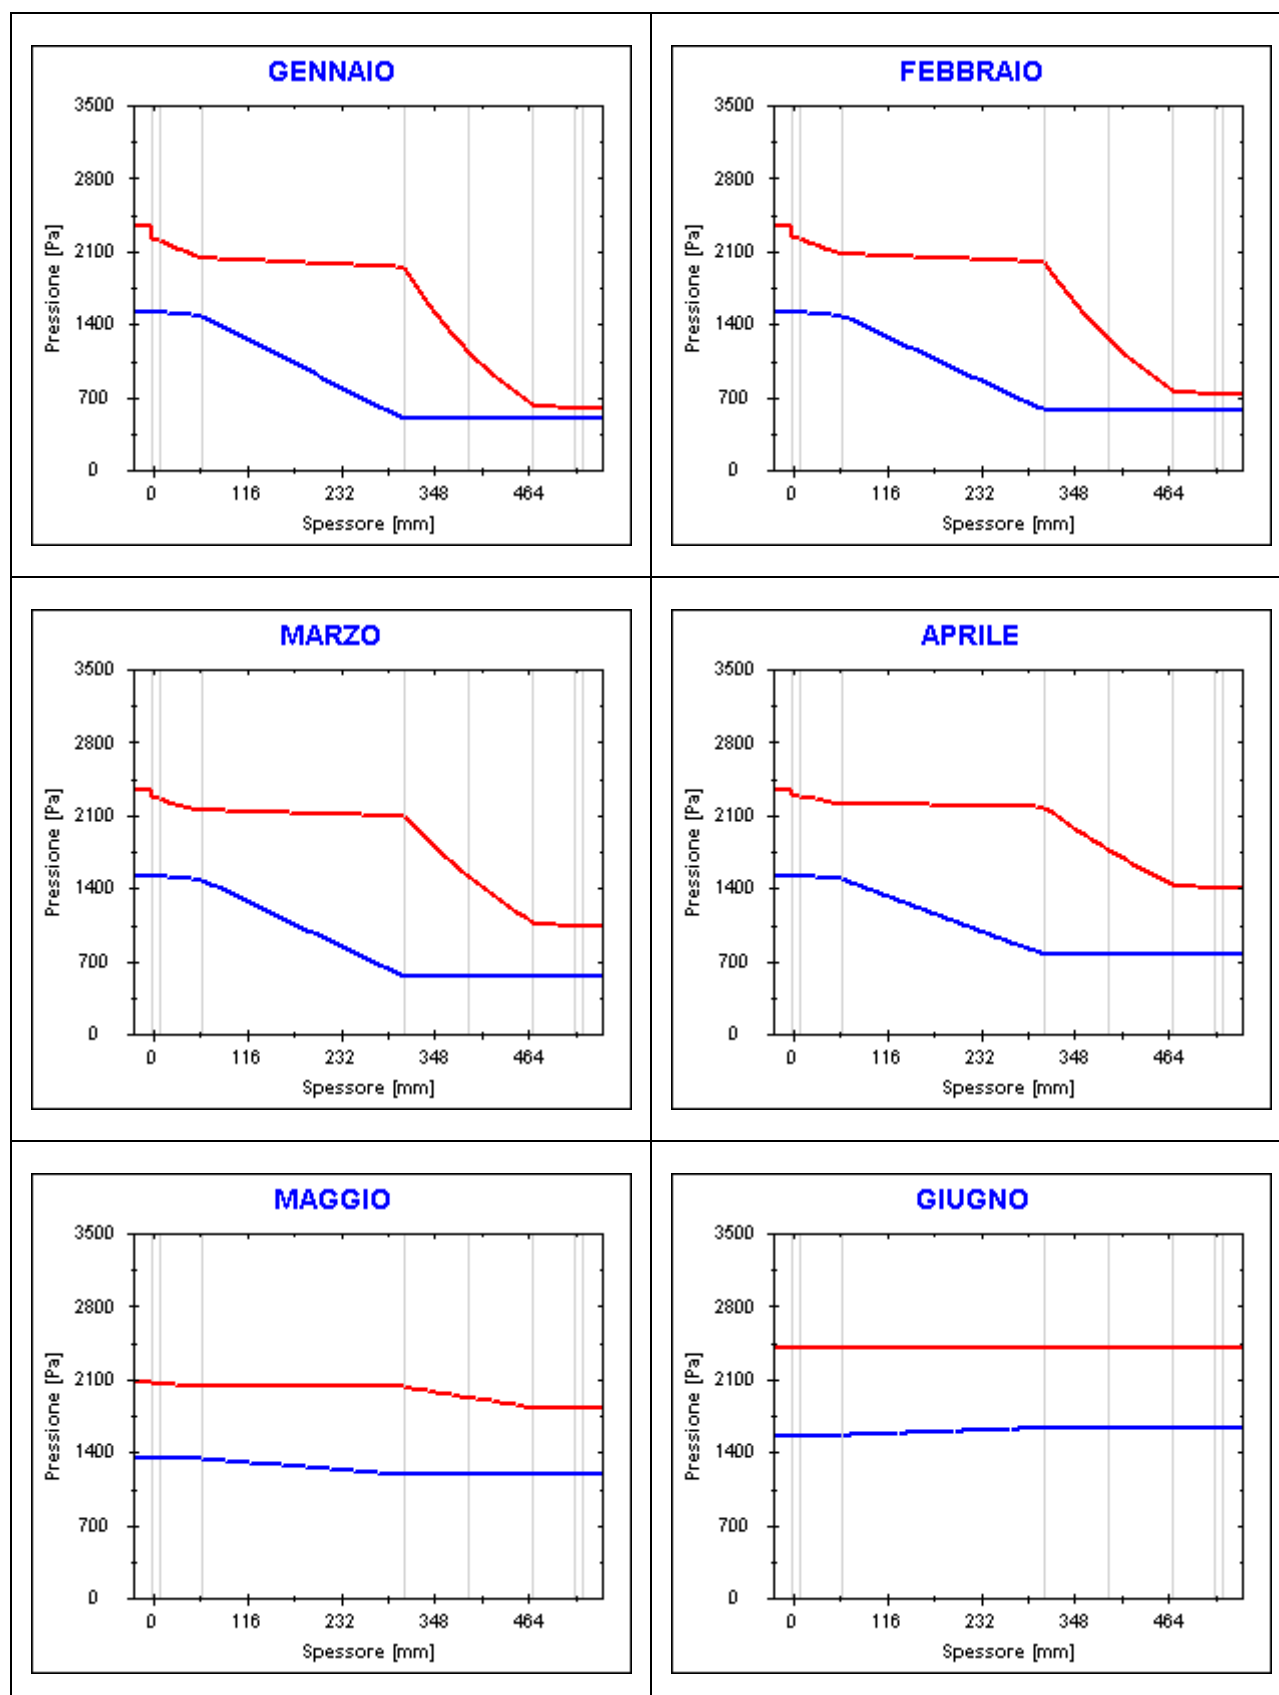 GENNAIO
3500
2800
2100
1400
700
0
Pressione [Pa]
0 116 232 348 464
Spessore [mm]
FEBBRAIO
3500
2800
2100
1400
700
0
Pressione [Pa]
0 116 232 348 464
Spessore [mm]
MARZO
3500
2800
2100
1400
700
0
Pressione [Pa]
0 116 232 348 464
Spessore [mm]
APRILE
3500
2800
2100
1400
700
0
Pressione [Pa]
0 116 232 348 464
Spessore [mm]
MAGGIO
3500
2800
2100
1400
700
0
Pressione [Pa]
0 116 232 348 464
Spessore [mm]
GIUGNO
3500
2800
2100
1400
700
0
Pressione [Pa]
0 116 232 348 464
Spessore [mm]